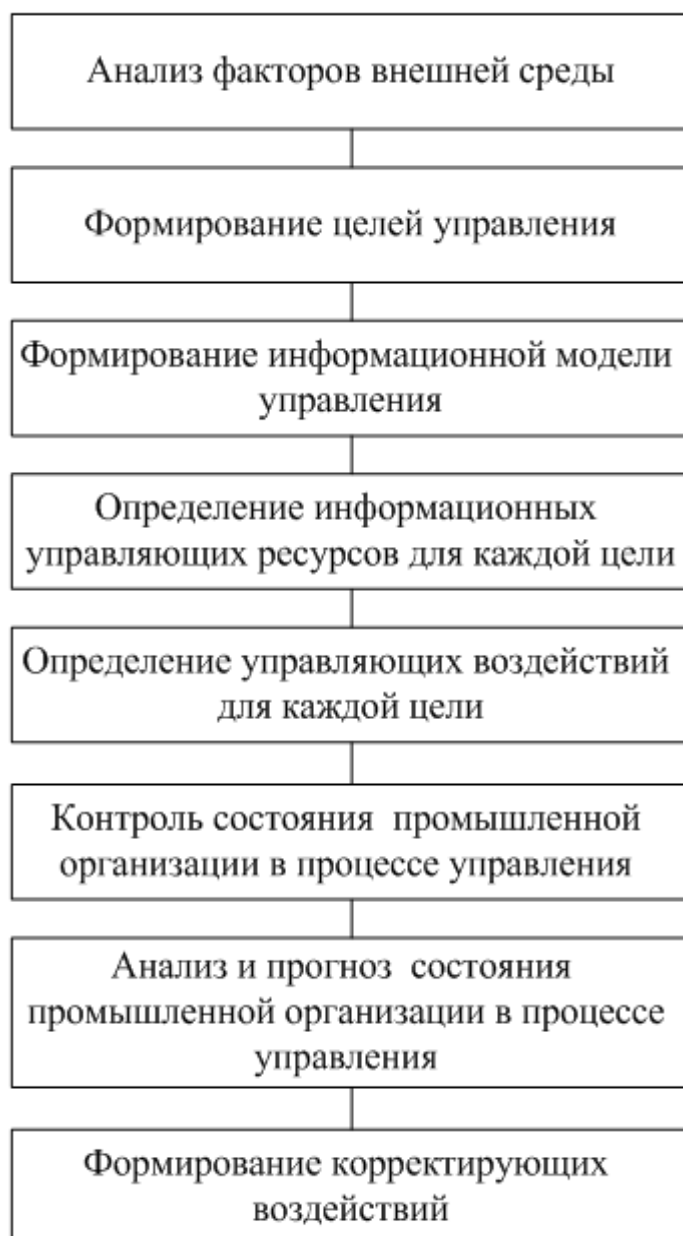 Анализ факторов внешней среды
Формирование целей управления
Формирование информационной модели
управления
Определение информационных
управляющих ресурсов для каждой цели
Определение управляющих воздействий
для каждой цели
Контроль состояния промышленной
организации в процессе управления
Анализ и прогноз состояния
промышленной организации в процессе
управления
Формирование корректирующих
воздействий